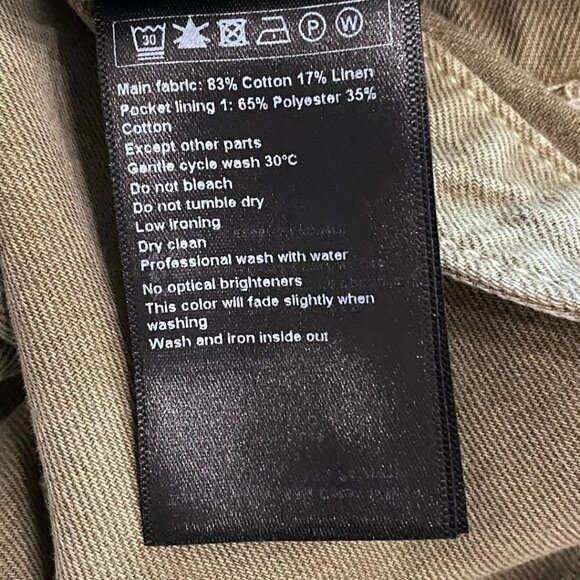 30 P W
Main fabric: 83% Cotton 17% Linen
Pocket lining 1: 65% Polyester 35%
Cotton
Except other parts
Gentle cycle wash 30°C
Do not bleach
Do not tumble dry
Low ironing
Dry clean
Professional wash with water
No optical brighteners
This color will fade slightly when
washing
Wash and iron inside out